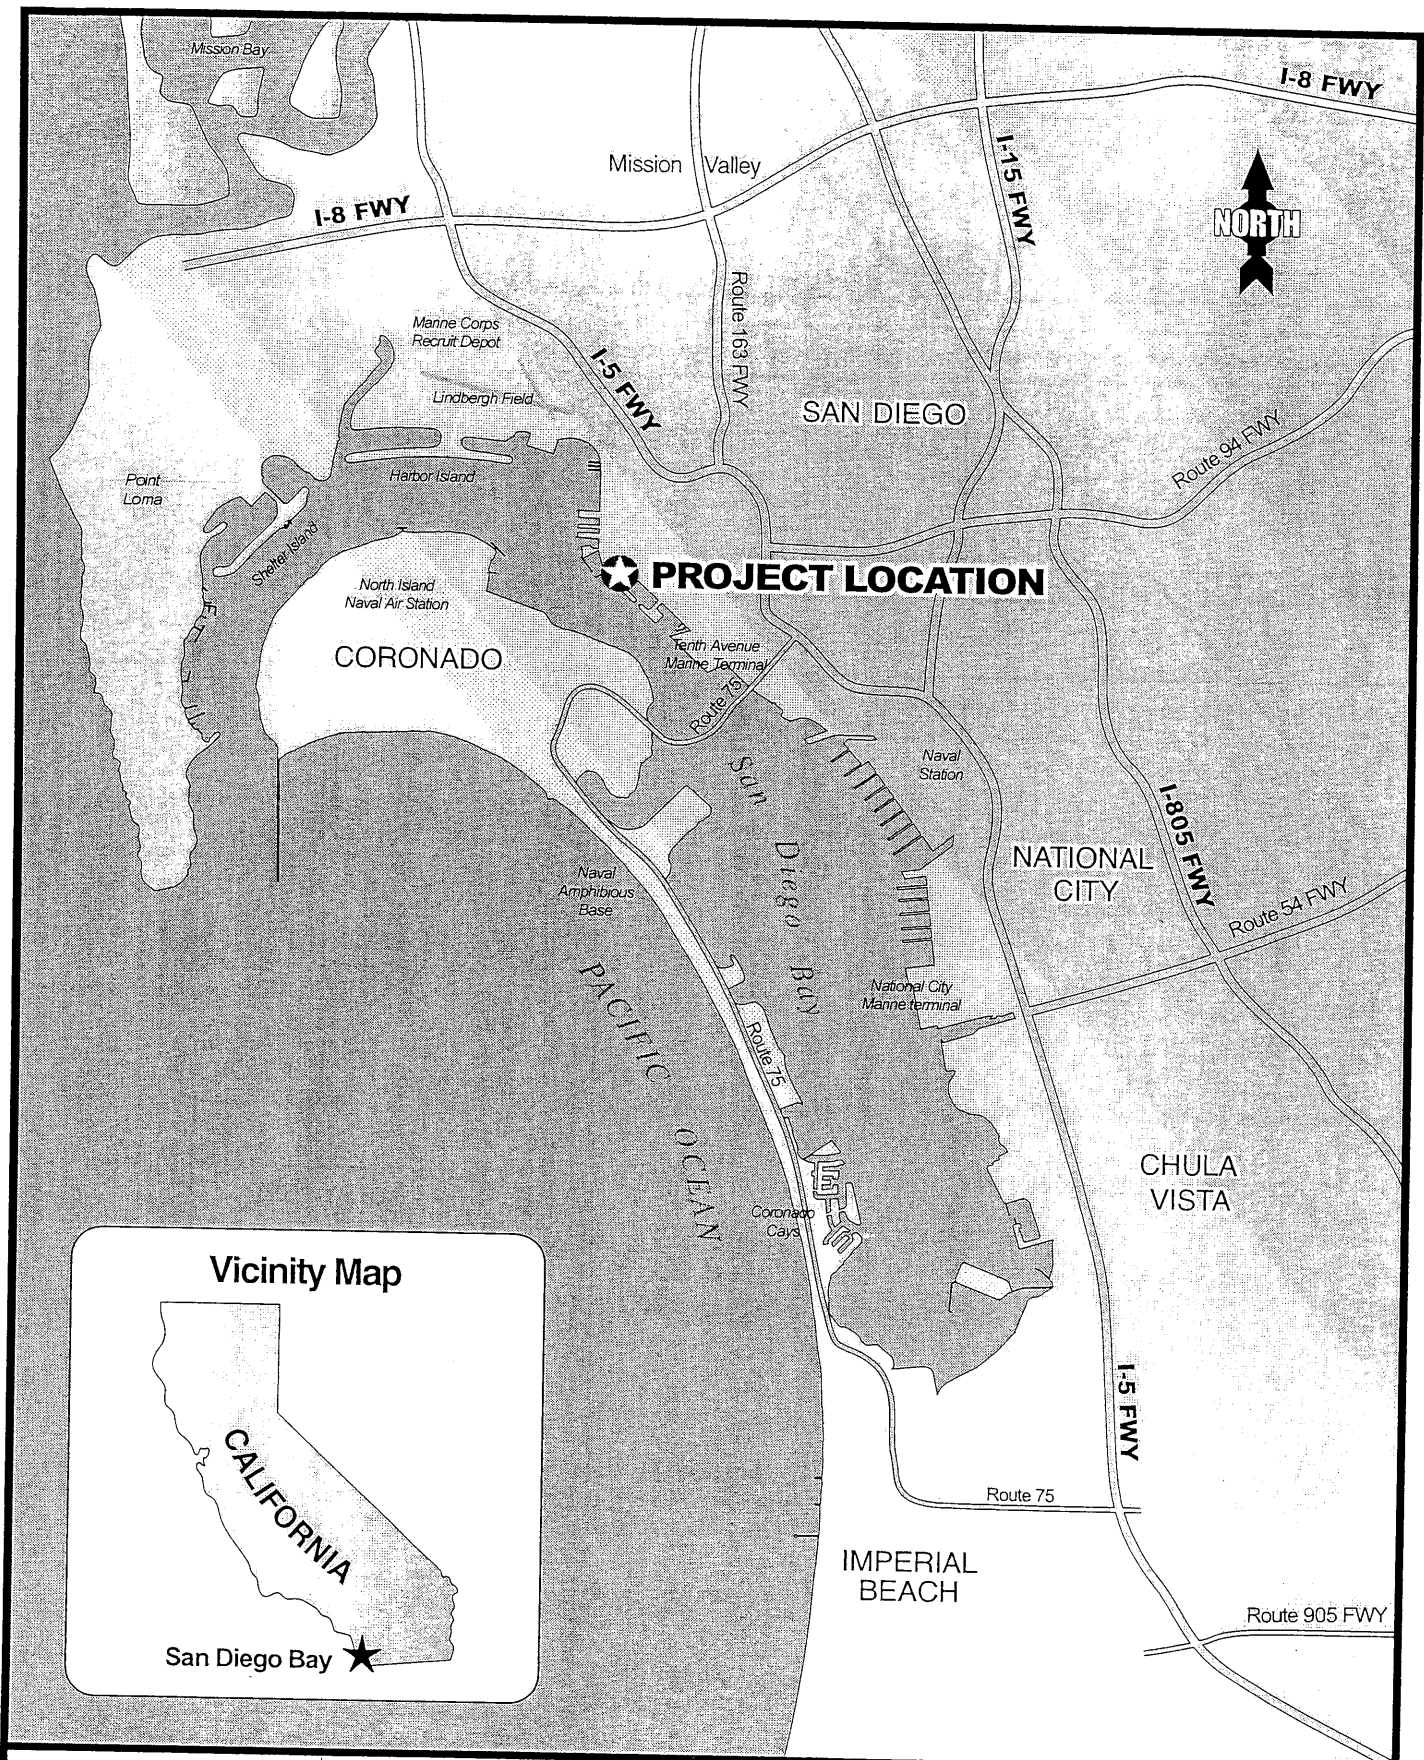 Mission Bay
I-8 FWY
I-15 FWY
Mission Valley
NORTH
I-8 FWY
Route 163 FWY
Marine Corps
Recruit Depot
I-5 FWY
Lindbergh Field
SAN DIEGO
Route 94 FWY
Point
Loma
Harbor Island
Shelter Island
PROJECT LOCATION
North Island
Naval Air Station
CORONADO
Tenth Avenue
Marine Terminal
Route 75
San Diego Bay
Naval
Station
I-805 FWY
NATIONAL
CITY
Naval
Amphibious
Base
Route 54 FWY
PACIFIC OCEAN
National City
Marine terminal
Route 75
CHULA
VISTA
Coronado
Cays
Vicinity Map
CALIFORNIA
San Diego Bay
I-5 FWY
Route 75
IMPERIAL
BEACH
Route 905 FWY